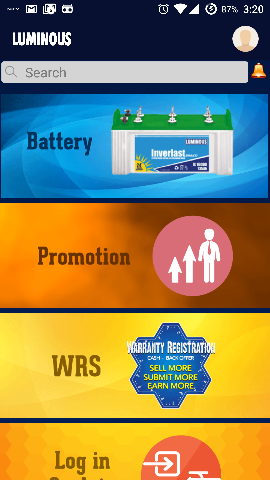 87% 3:20
LUMINOUS
Search
Battery
LUMINOUS
Inverlast
Promotion
WRS
WARRANTY REGISTRATION
CASH - BACK OFFER
SELL MORE
SUBMIT MORE
EARN MORE
Log in